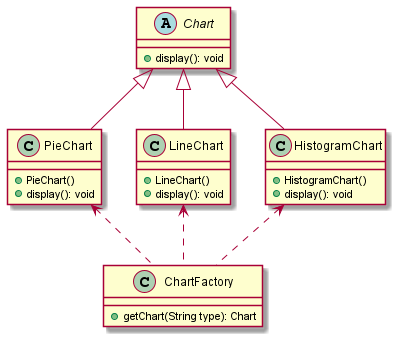 A Chart
display(): void
C PieChart
PieChart()
display(): void
C LineChart
LineChart()
display(): void
C HistogramChart
HistogramChart()
display(): void
C ChartFactory
getChart(String type): Chart